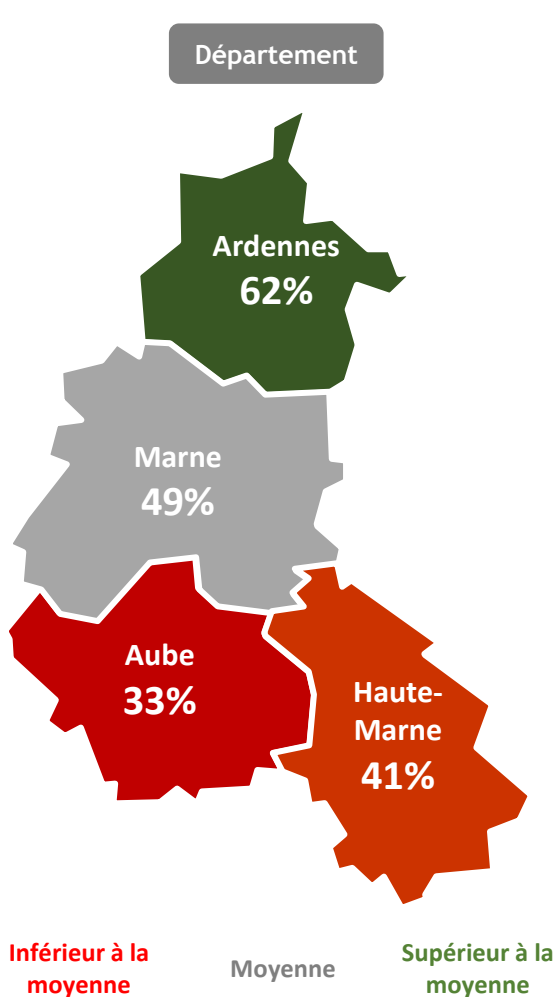 Département
Ardennes
62%
Marne
49%
Aube
33%
Haute-
Marne
41%
Inférieur à la
moyenne
Moyenne
Supérieur à la
moyenne